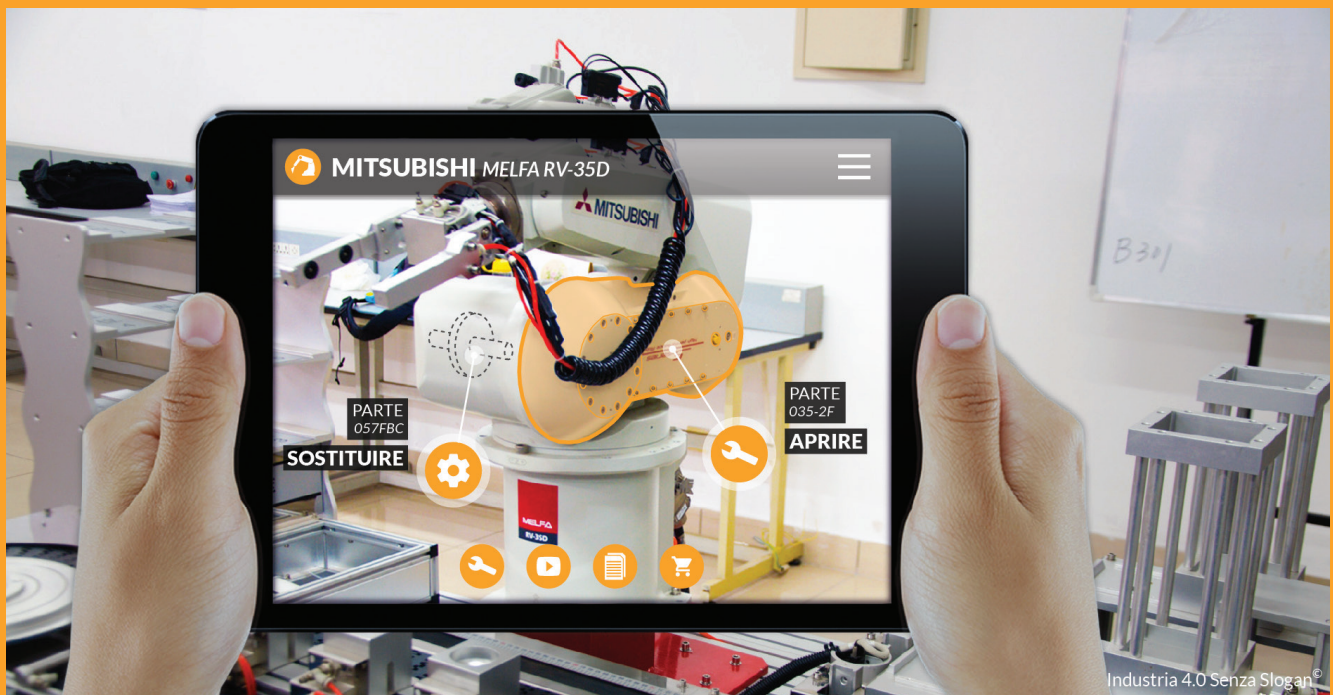 MITSUBISHI MELFA RV-35D
MITSUBISHI
B301
PARTE
057FBC
SOSTITUIRE
PARTE
035-2F
APRIRE
MELFA
RV-35D
Industria 4.0 Senza Slogan©